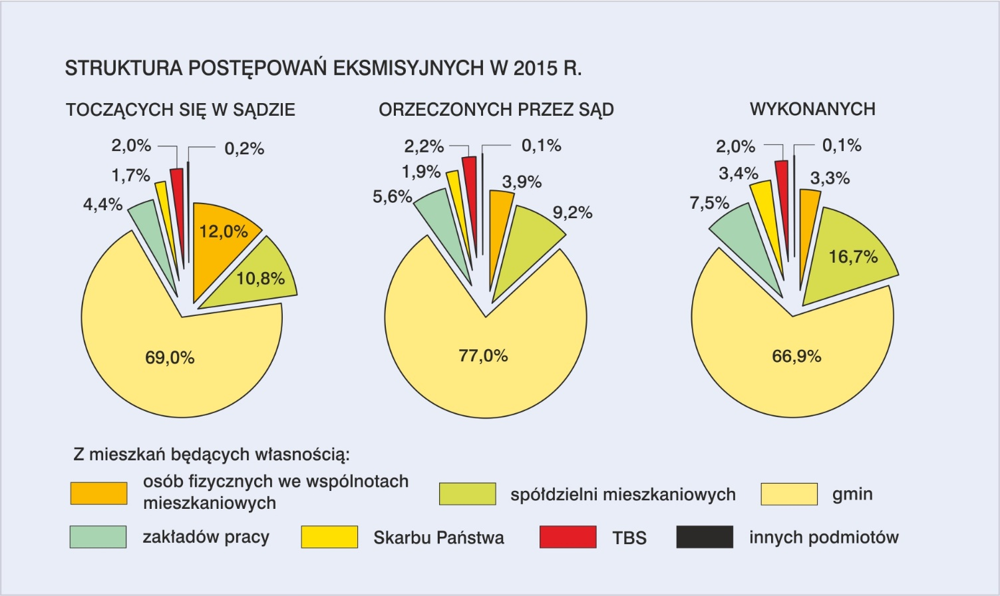 STRUKTURA POSTĘPOWAŃ EKSMISYJNYCH W 2015 R.
TOCZĄCYCH SIĘ W SĄDZIE
2,0%
0,2%
1,7%
4,4%
12,0%
10,8%
69,0%
ORZECZONYCH PRZEZ SĄD
2,2%
0,1%
1,9%
3,9%
5,6%
9,2%
77,0%
WYKONANYCH
2,0%
0,1%
3,4%
3,3%
7,5%
16,7%
66,9%
Z mieszkań będących własnością:
osób fizycznych we wspólnotach
mieszkaniowych
spółdzielni mieszkaniowych
gmin
zakładów pracy
Skarbu Państwa
TBS
innych podmiotów